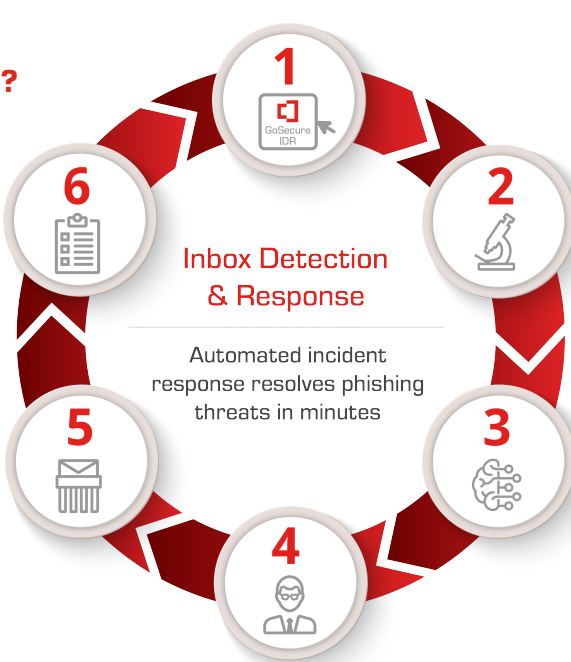 ?
1
GoSecure
IDR
2
3
4
5
6
Inbox Detection
& Response
Automated incident
response resolves phishing
threats in minutes